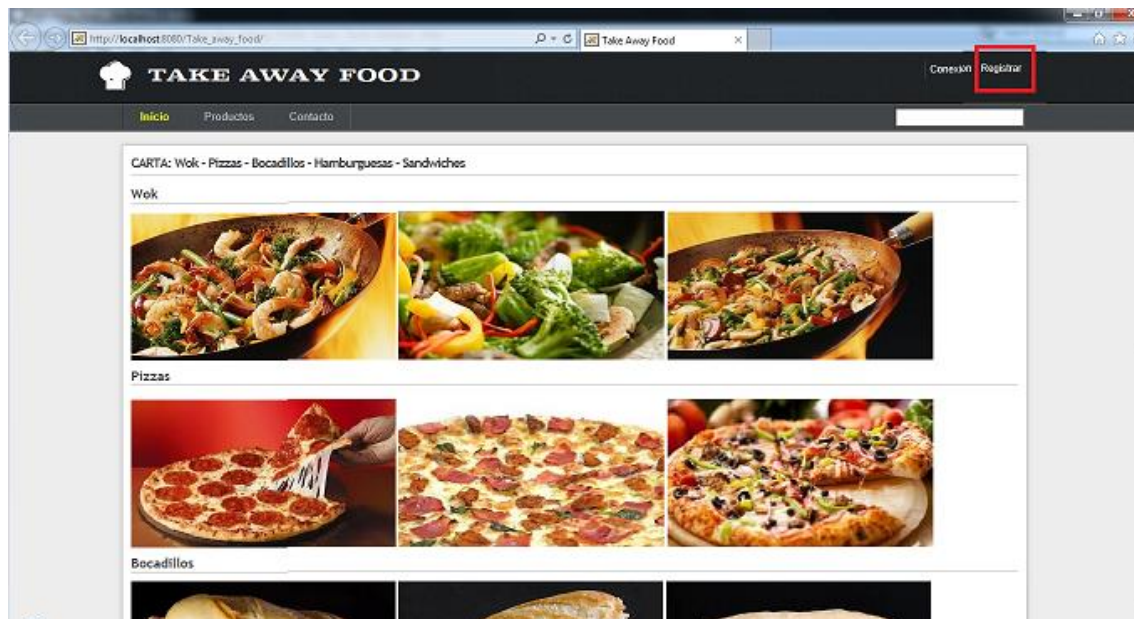 http://localhost:8080/Take_away_food/
Take Away Food
TAKE AWAY FOOD
Conexión Registrar
Inicio Productos Contacto
CARTA: Wok - Pizzas - Bocadillos - Hamburguesas - Sandwiches
Wok
Pizzas
Bocadillos